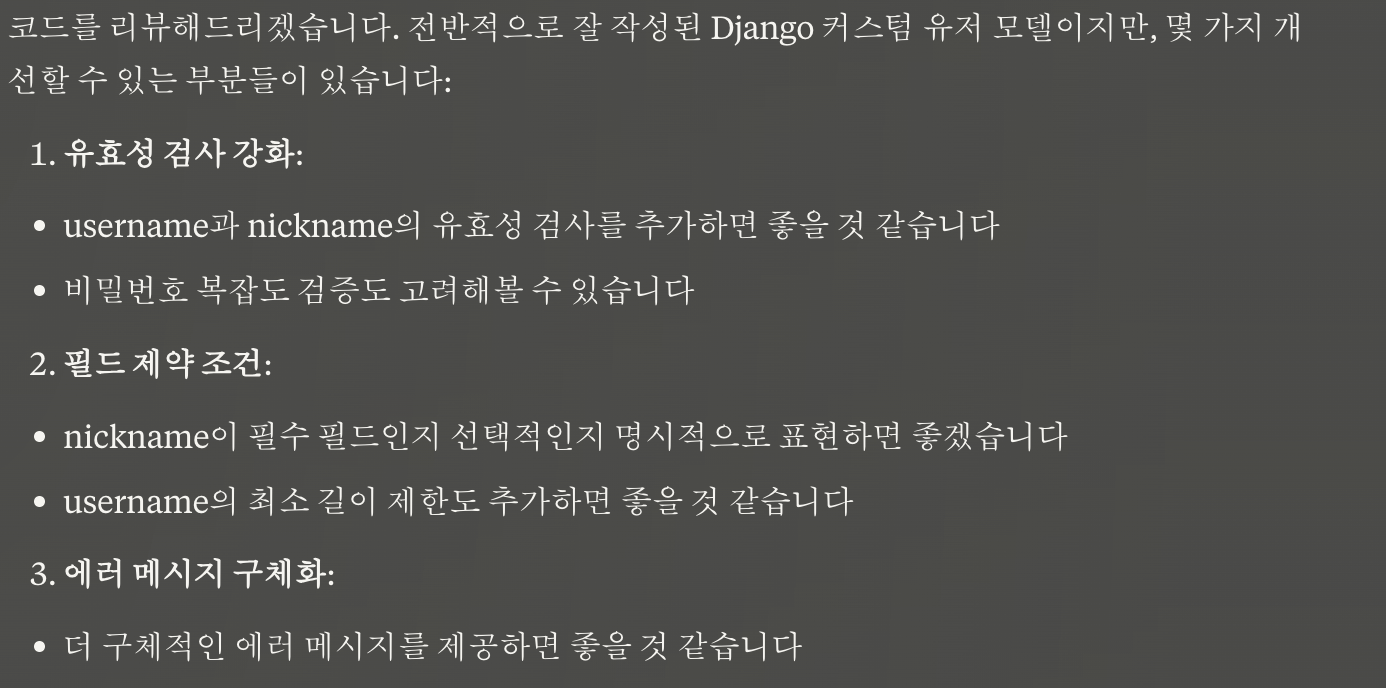 코드를 리뷰해드리겠습니다. 전반적으로 잘 작성된 Django 커스텀 유저 모델이지만, 몇 가지 개
선할 수 있는 부분들이 있습니다:
1. 유효성 검사 강화:
• username과 nickname의 유효성 검사를 추가하면 좋을 것 같습니다
• 비밀번호 복잡도 검증도 고려해볼 수 있습니다
2. 필드 제약 조건:
• nickname이 필수 필드인지 선택적인지 명시적으로 표현하면 좋겠습니다
• username의 최소 길이 제한도 추가하면 좋을 것 같습니다
3. 에러 메시지 구체화:
• 더 구체적인 에러 메시지를 제공하면 좋을 것 같습니다